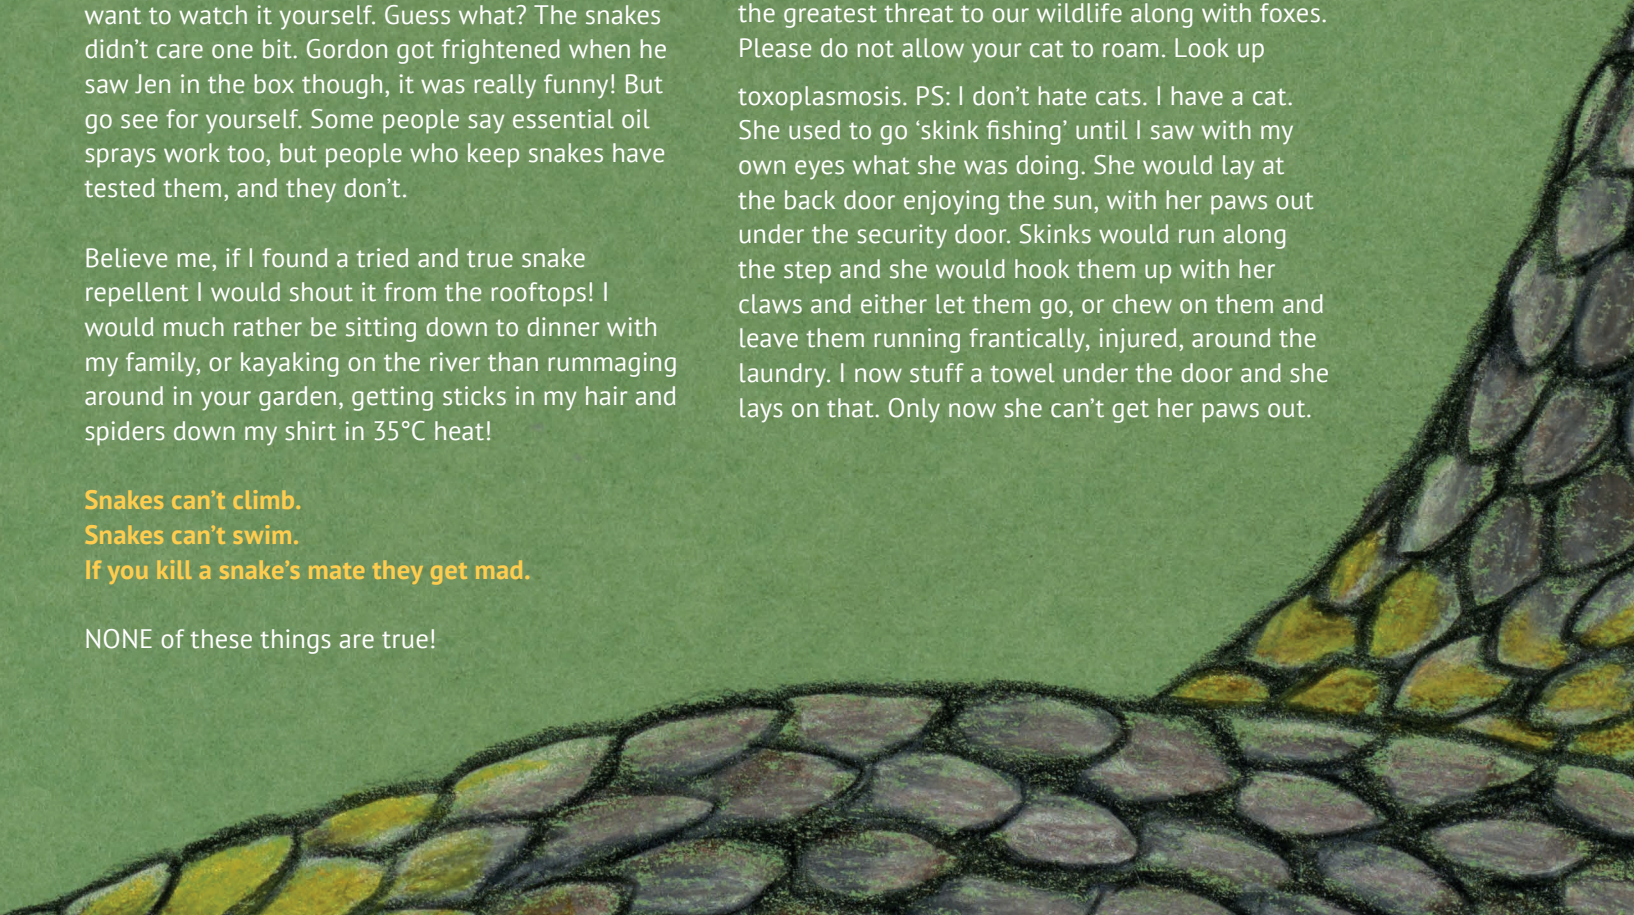 want to watch it yourself. Guess what? The snakes
didn’t care one bit. Gordon got frightened when he
saw Jen in the box though, it was really funny! But
go see for yourself. Some people say essential oil
sprays work too, but people who keep snakes have
tested them, and they don’t.
Believe me, if I found a tried and true snake
repellent I would shout it from the rooftops! I
would much rather be sitting down to dinner with
my family, or kayaking on the river than rummaging
around in your garden, getting sticks in my hair and
spiders down my shirt in 35°C heat!
Snakes can’t climb.
Snakes can’t swim.
If you kill a snake’s mate they get mad.
NONE of these things are true!
the greatest threat to our wildlife along with foxes.
Please do not allow your cat to roam. Look up
toxoplasmosis. PS: I don’t hate cats. I have a cat.
She used to go ‘skink fishing’ until I saw with my
own eyes what she was doing. She would lay at
the back door enjoying the sun, with her paws out
under the security door. Skinks would run along
the step and she would hook them up with her
claws and either let them go, or chew on them and
leave them running frantically, injured, around the
laundry. I now stuff a towel under the door and she
lays on that. Only now she can’t get her paws out.